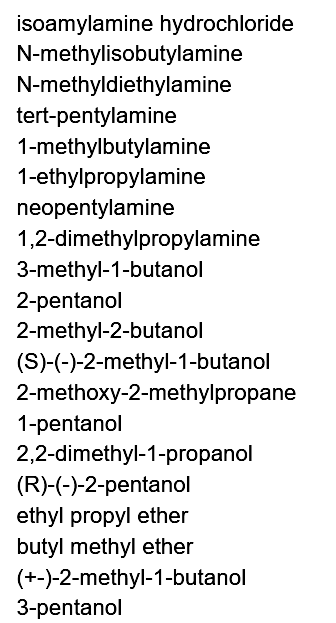 isoamylamine hydrochloride
N-methylisobutylamine
N-methyldiethylamine
tert-pentylamine
1-methylbutylamine
1-ethylpropylamine
neopentylamine
1,2-dimethylpropylamine
3-methyl-1-butanol
2-pentanol
2-methyl-2-butanol
(S)-(-)-2-methyl-1-butanol
2-methoxy-2-methylpropane
1-pentanol
2,2-dimethyl-1-propanol
(R)-(-)-2-pentanol
ethyl propyl ether
butyl methyl ether
(+-)-2-methyl-1-butanol
3-pentanol